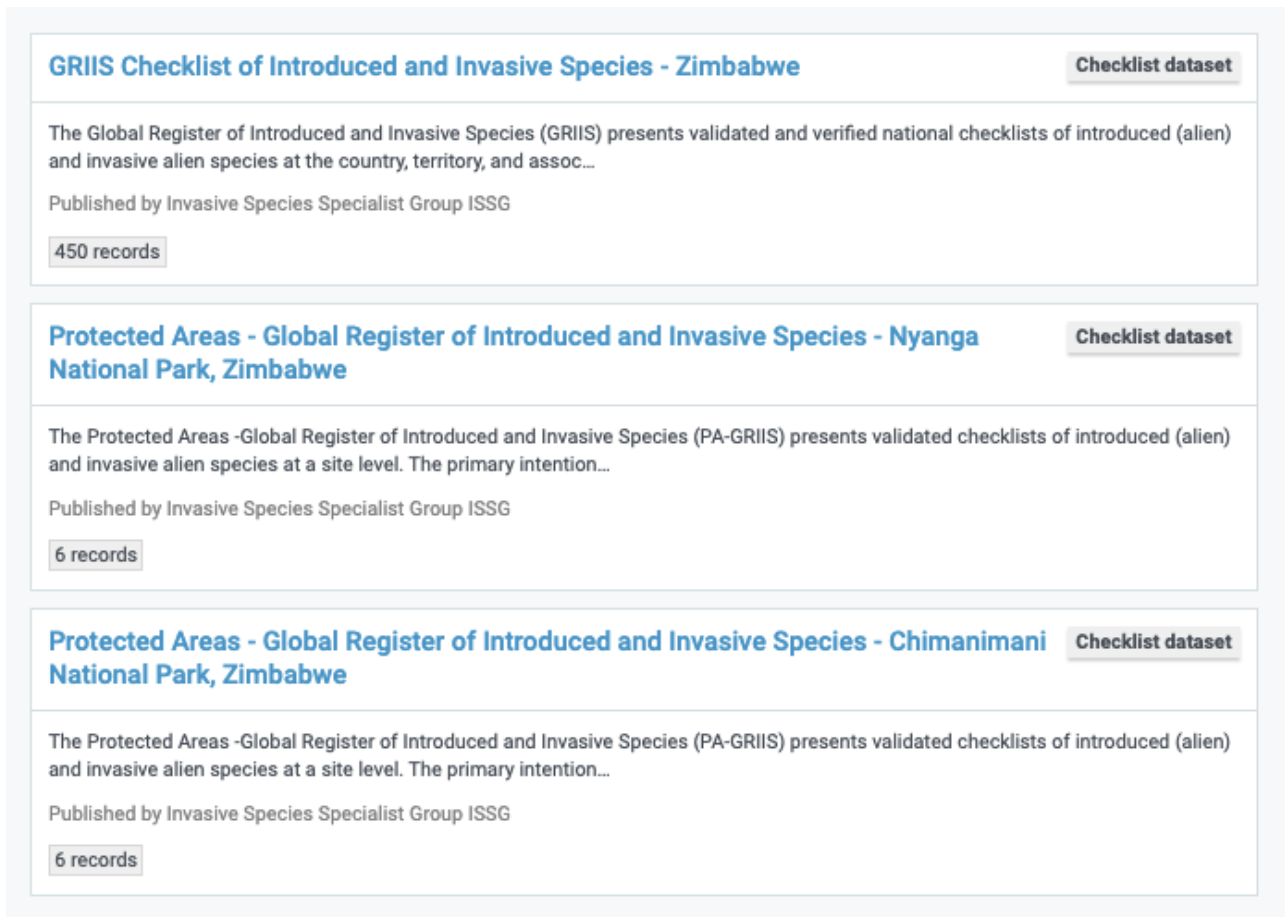 GRIIS Checklist of Introduced and Invasive Species - Zimbabwe
Checklist dataset
The Global Register of Introduced and Invasive Species (GRIIS) presents validated and verified national checklists of introduced (alien)
and invasive alien species at the country, territory, and assoc…
Published by Invasive Species Specialist Group ISSG
450 records
Protected Areas - Global Register of Introduced and Invasive Species - Nyanga
National Park, Zimbabwe
Checklist dataset
The Protected Areas -Global Register of Introduced and Invasive Species (PA-GRIIS) presents validated checklists of introduced (alien)
and invasive alien species at a site level. The primary intention…
Published by Invasive Species Specialist Group ISSG
6 records
Protected Areas - Global Register of Introduced and Invasive Species - Chimanimani
National Park, Zimbabwe
Checklist dataset
The Protected Areas -Global Register of Introduced and Invasive Species (PA-GRIIS) presents validated checklists of introduced (alien)
and invasive alien species at a site level. The primary intention…
Published by Invasive Species Specialist Group ISSG
6 records